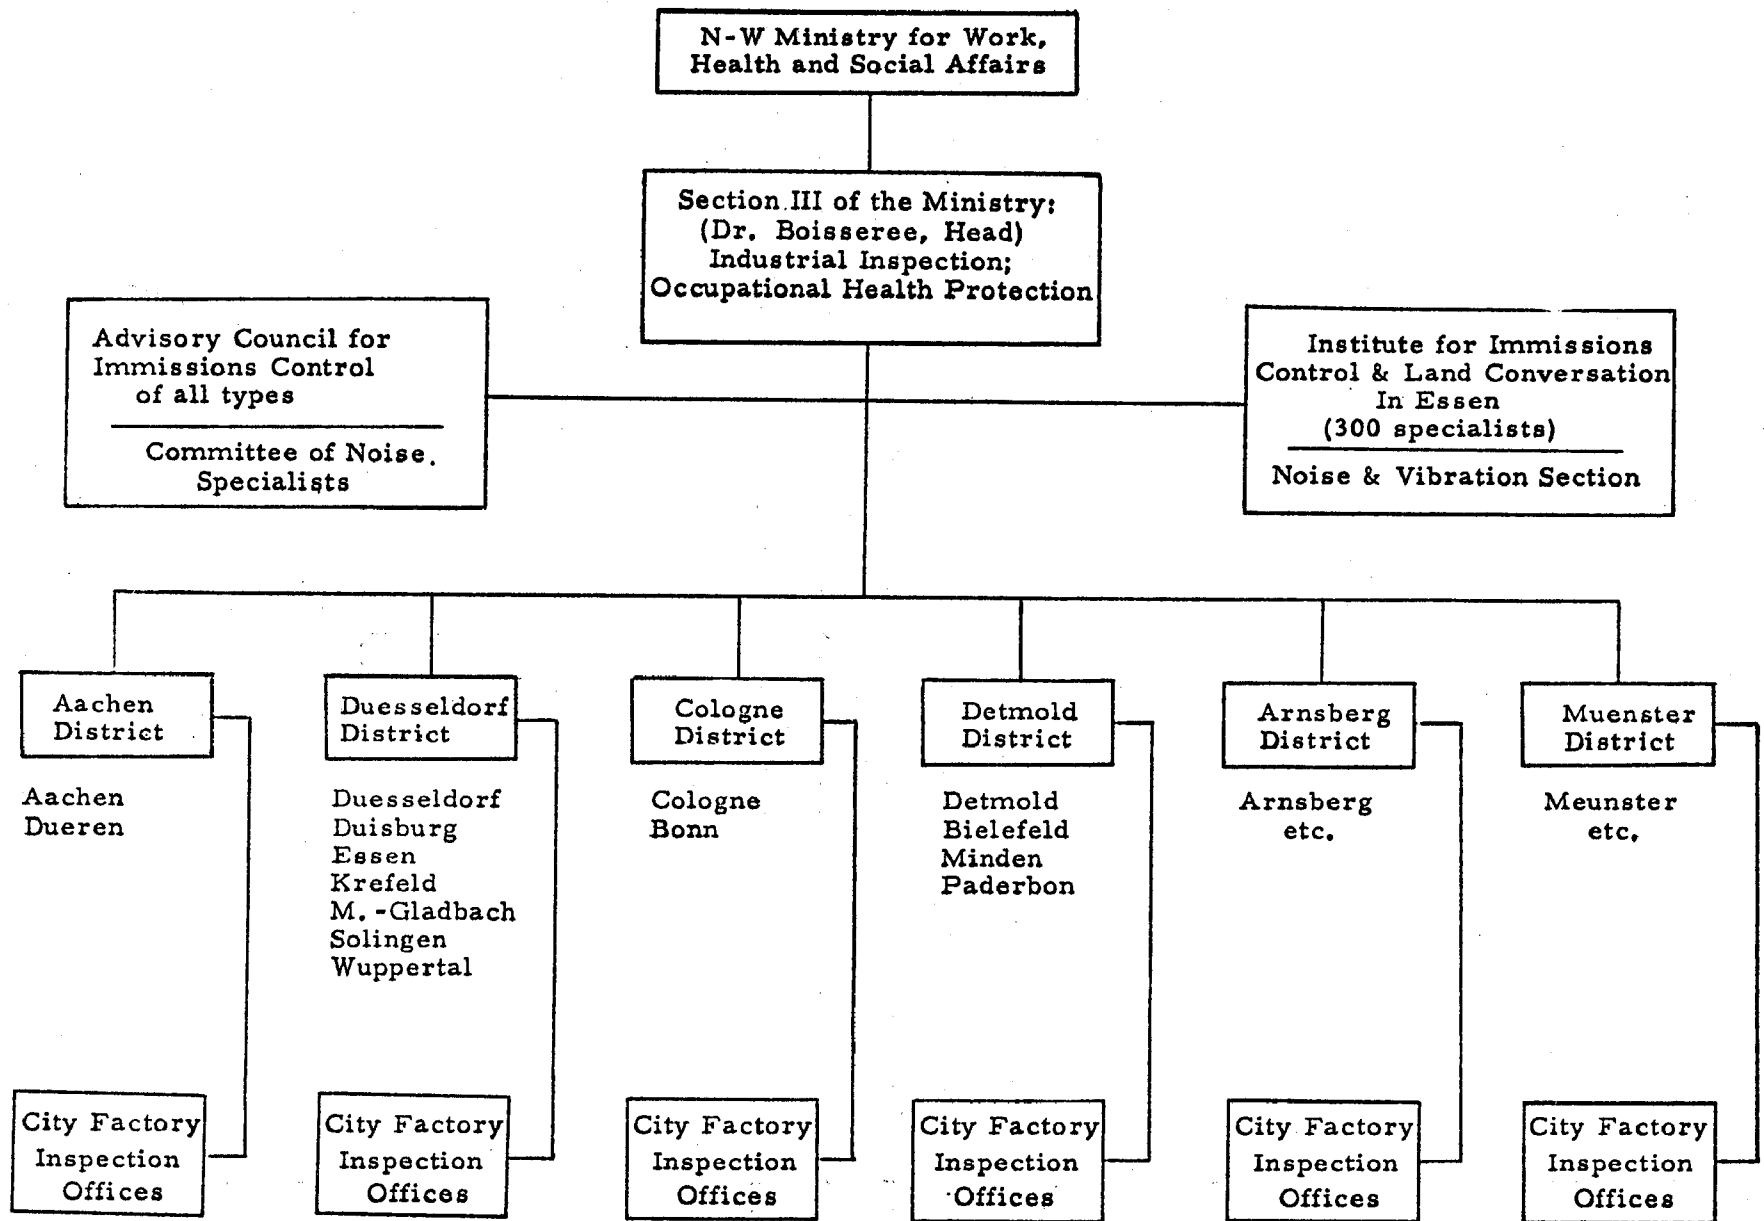 N-W Ministry for Work,
Health and Social Affairs
Section III of the Ministry:
(Dr. Boisseree, Head)
Industrial Inspection;
Occupational Health Protection
Advisory Council for
Immissions Control
of all types
Committee of Noise.
Specialists
Institute for Immissions
Control & Land Conversation
In Essen
(300 specialists)
Noise & Vibration Section
Aachen
District
Aachen
Dueren
Duesseldorf
District
Duesseldorf
Duisburg
Essen
Krefeld
M.-Gladbach
Solingen
Wuppertal
Cologne
District
Cologne
Bonn
Detmold
District
Detmold
Bielefeld
Minden
Paderbon
Arnsberg
District
Arnsberg
etc.
Muenster
District
Meunster
etc.
City Factory
Inspection
Offices
City Factory
Inspection
Offices
City Factory
Inspection
Offices
City Factory
Inspection
Offices
City Factory
Inspection
Offices
City Factory
Inspection
Offices